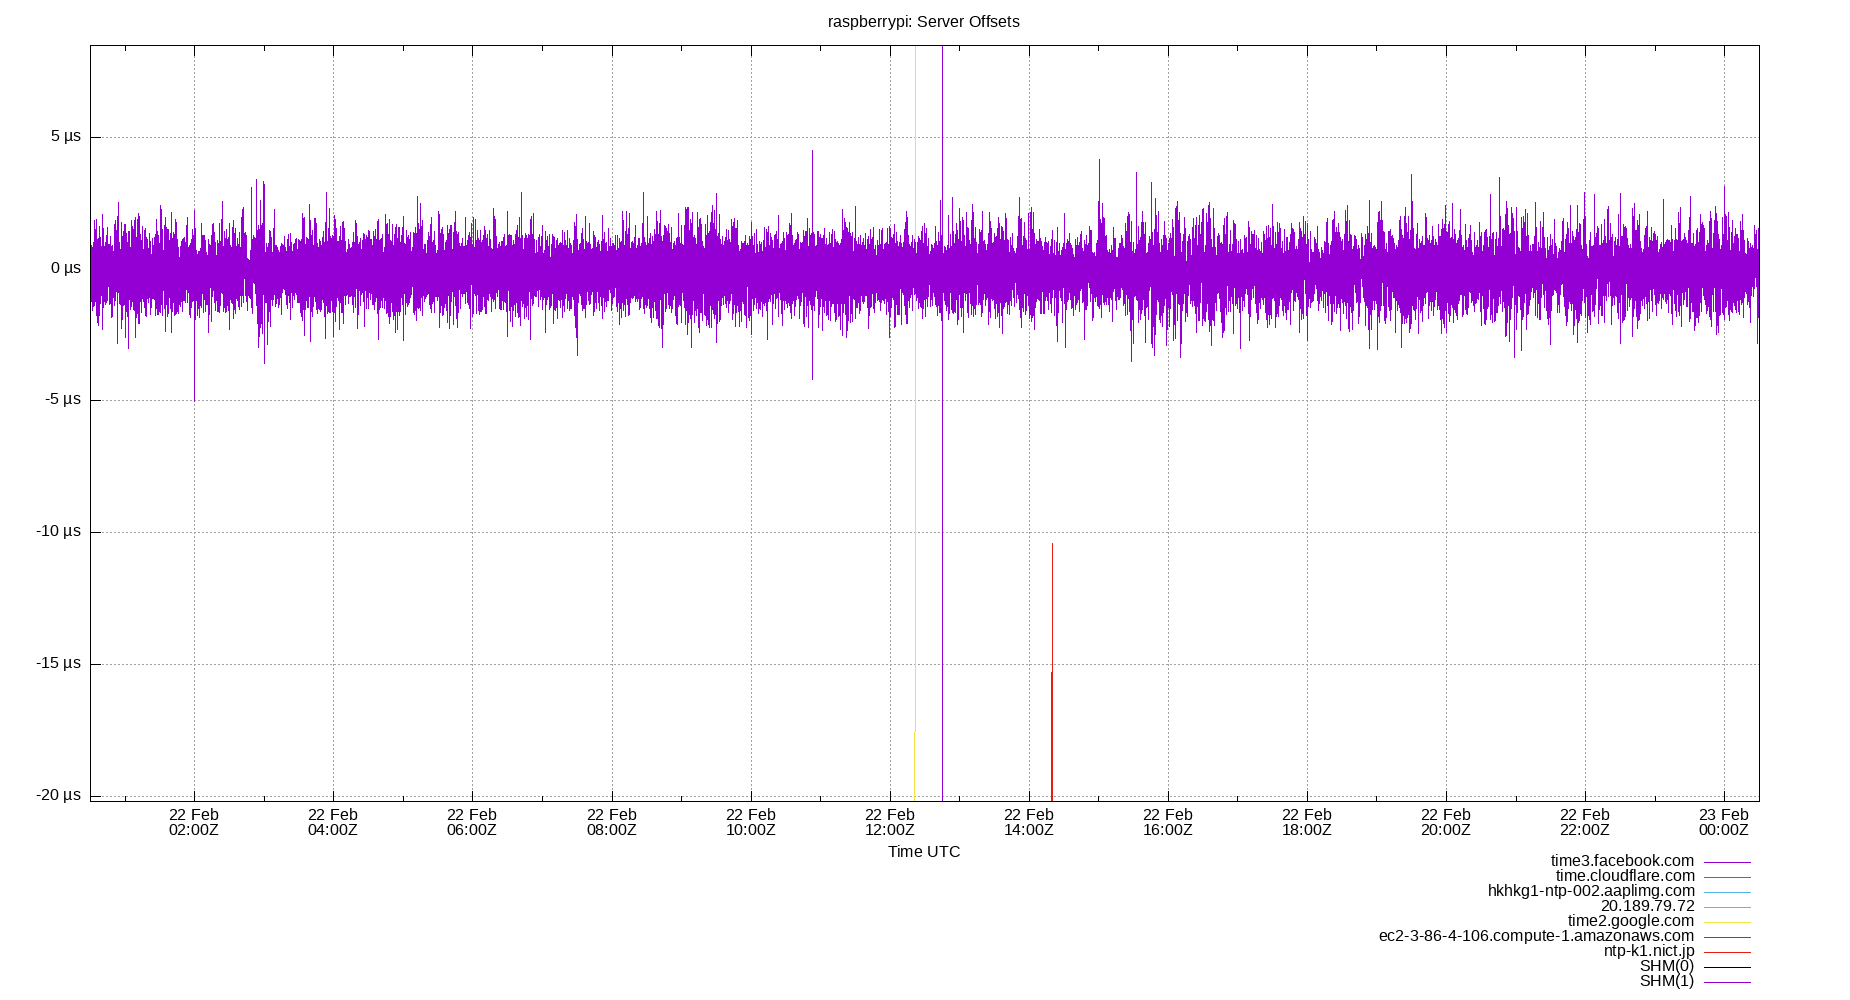 raspberrypi: Server Offsets
5 µs
0 µs
-5 µs
-10 µs
-15 µs
-20 µs
22 Feb 22 Feb 22 Feb 22 Feb 22 Feb 22 Feb 22 Feb 22 Feb 22 Feb 22 Feb 22 Feb 23 Feb
02:00Z 04:00Z 06:00Z 08:00Z 10:00Z 12:00Z 14:00Z 16:00Z 18:00Z 20:00Z 22:00Z 00:00Z
Time UTC
time3.facebook.com
time.cloudflare.com
hkhkg1-ntp-002.aaplimg.com
20.189.79.72
time2.google.com
ec2-3-86-4-106.compute-1.amazonaws.com
ntp-k1.nict.jp
SHM(0)
SHM(1)